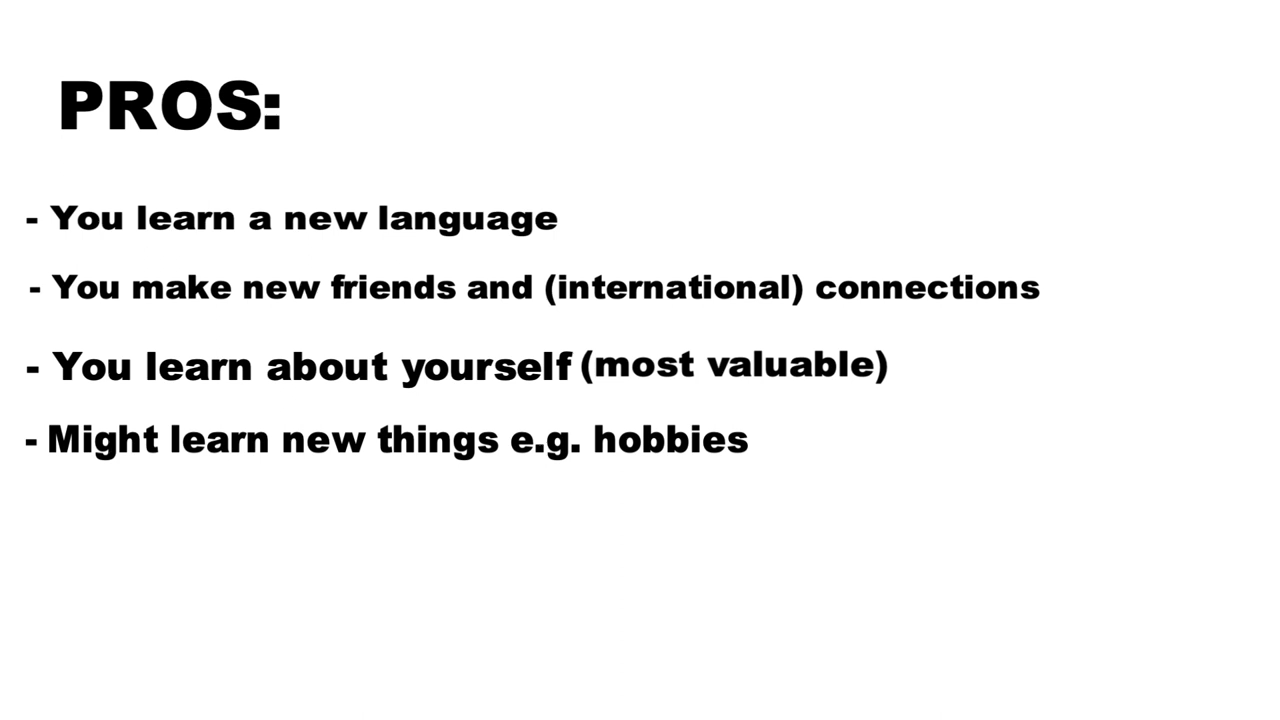 PROS:
- You learn a new language
- You make new friends and (international) connections
- You learn about yourself (most valuable)
- Might learn new things e.g. hobbies